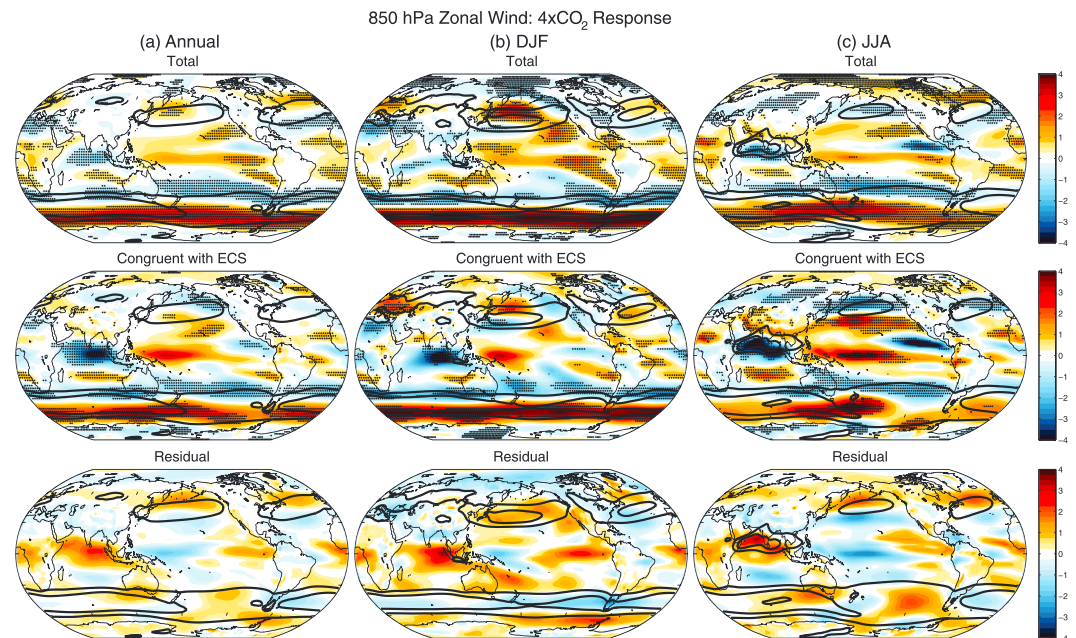 850 hPa Zonal Wind: 4xCO2 Response
(a) Annual
(b) DJF
(c) JJA
Total
Total
Total
4
3
2
1
0
−1
−2
−3
−4
Congruent with ECS
Congruent with ECS
Congruent with ECS
4
3
2
1
0
−1
−2
−3
−4
Residual
Residual
Residual
4
3
2
1
0
−1
−2
−3
−4